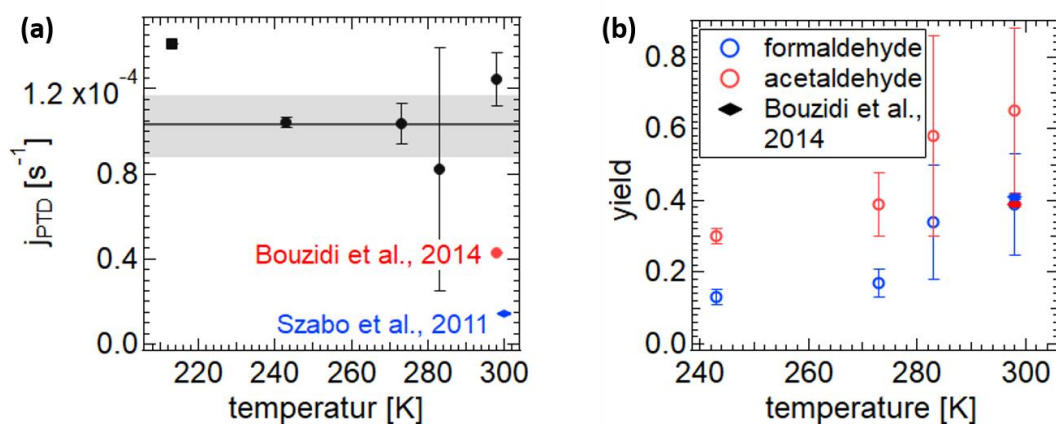 (a)
1.2 x10⁻⁴
0.8
0.4
0.0
j_PTD [s⁻¹]
Bouzidi et al., 2014
Szabo et al., 2011
220 240 260 280 300
temperatur [K]
(b)
0.8
0.6
0.4
0.2
0.0
yield
formaldehyde
acetaldehyde
Bouzidi et al.,
2014
240 260 280 300
temperature [K]